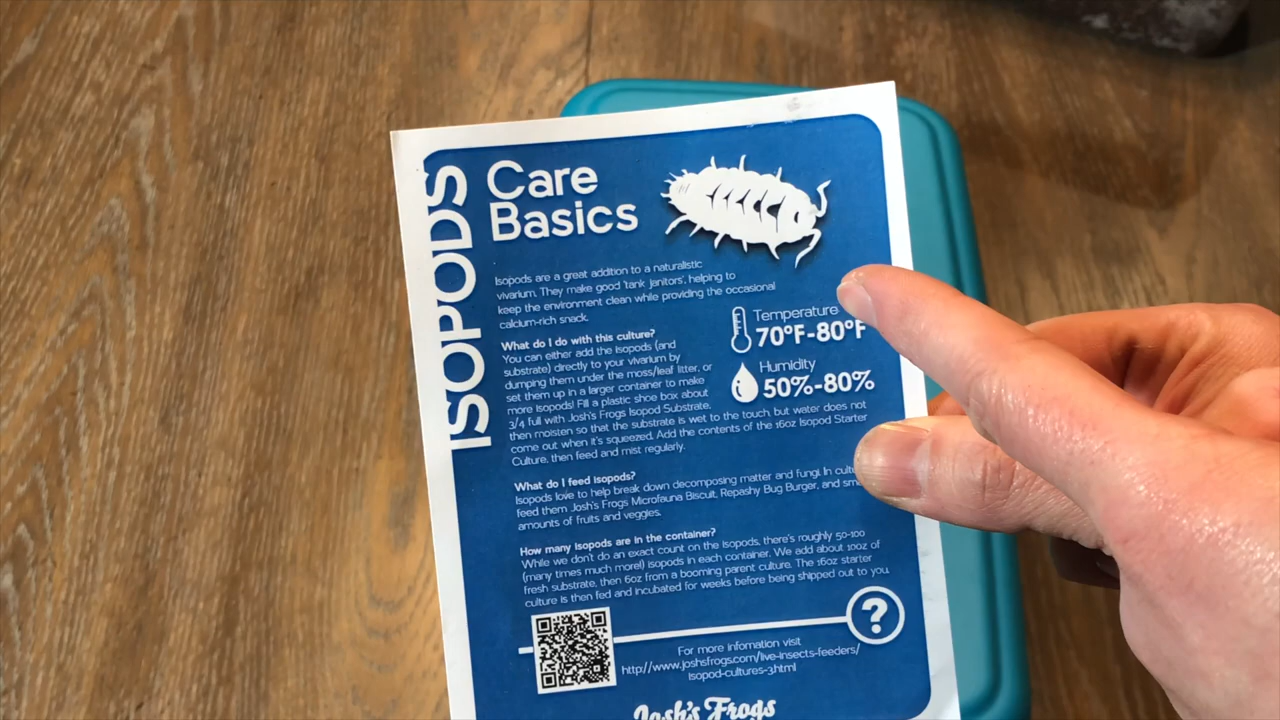 ISOPODS
Care
Basics
Isopods are a great addition to a naturalistic
vivarium. They make good 'tank janitors', helping to
keep the environment clean while providing the occasional
calcium-rich snack.
Temperature
70°F-80°F
Humidity
50%-80%
What do I do with this culture?
You can either add the isopods (and
substrate) directly to your vivarium by
dumping them under the moss/leaf litter, or
set them up in a larger container to make
more isopods! Fill a plastic shoe box about
3/4 full with Josh's Frogs Isopod Substrate,
then moisten so that the substrate is wet to the touch but water does not
come out when it's squeezed. Add the contents of the 16oz Isopod Starter
Culture, then feed and mist regularly.
What do I feed isopods?
Isopods love to help break down decomposing matter and fungi. In
feed them Josh's Frogs Microfauna Biscuit, Repashy Bug Burger, and
amounts of fruits and veggies.
How many isopods are in the container?
While we don't do an exact count on the isopods, there's roughly 50-100
(many times much more!) isopods in each container. We add about 10oz of
fresh substrate, then 6oz from a booming parent culture. The 16oz starter
culture is then fed and incubated for weeks before being shipped out to you.
?
For more infomation visit
http://www.joshsfrogs.com/live-insects-feeders/
isopod-cultures-3.html
Josh's Frogs